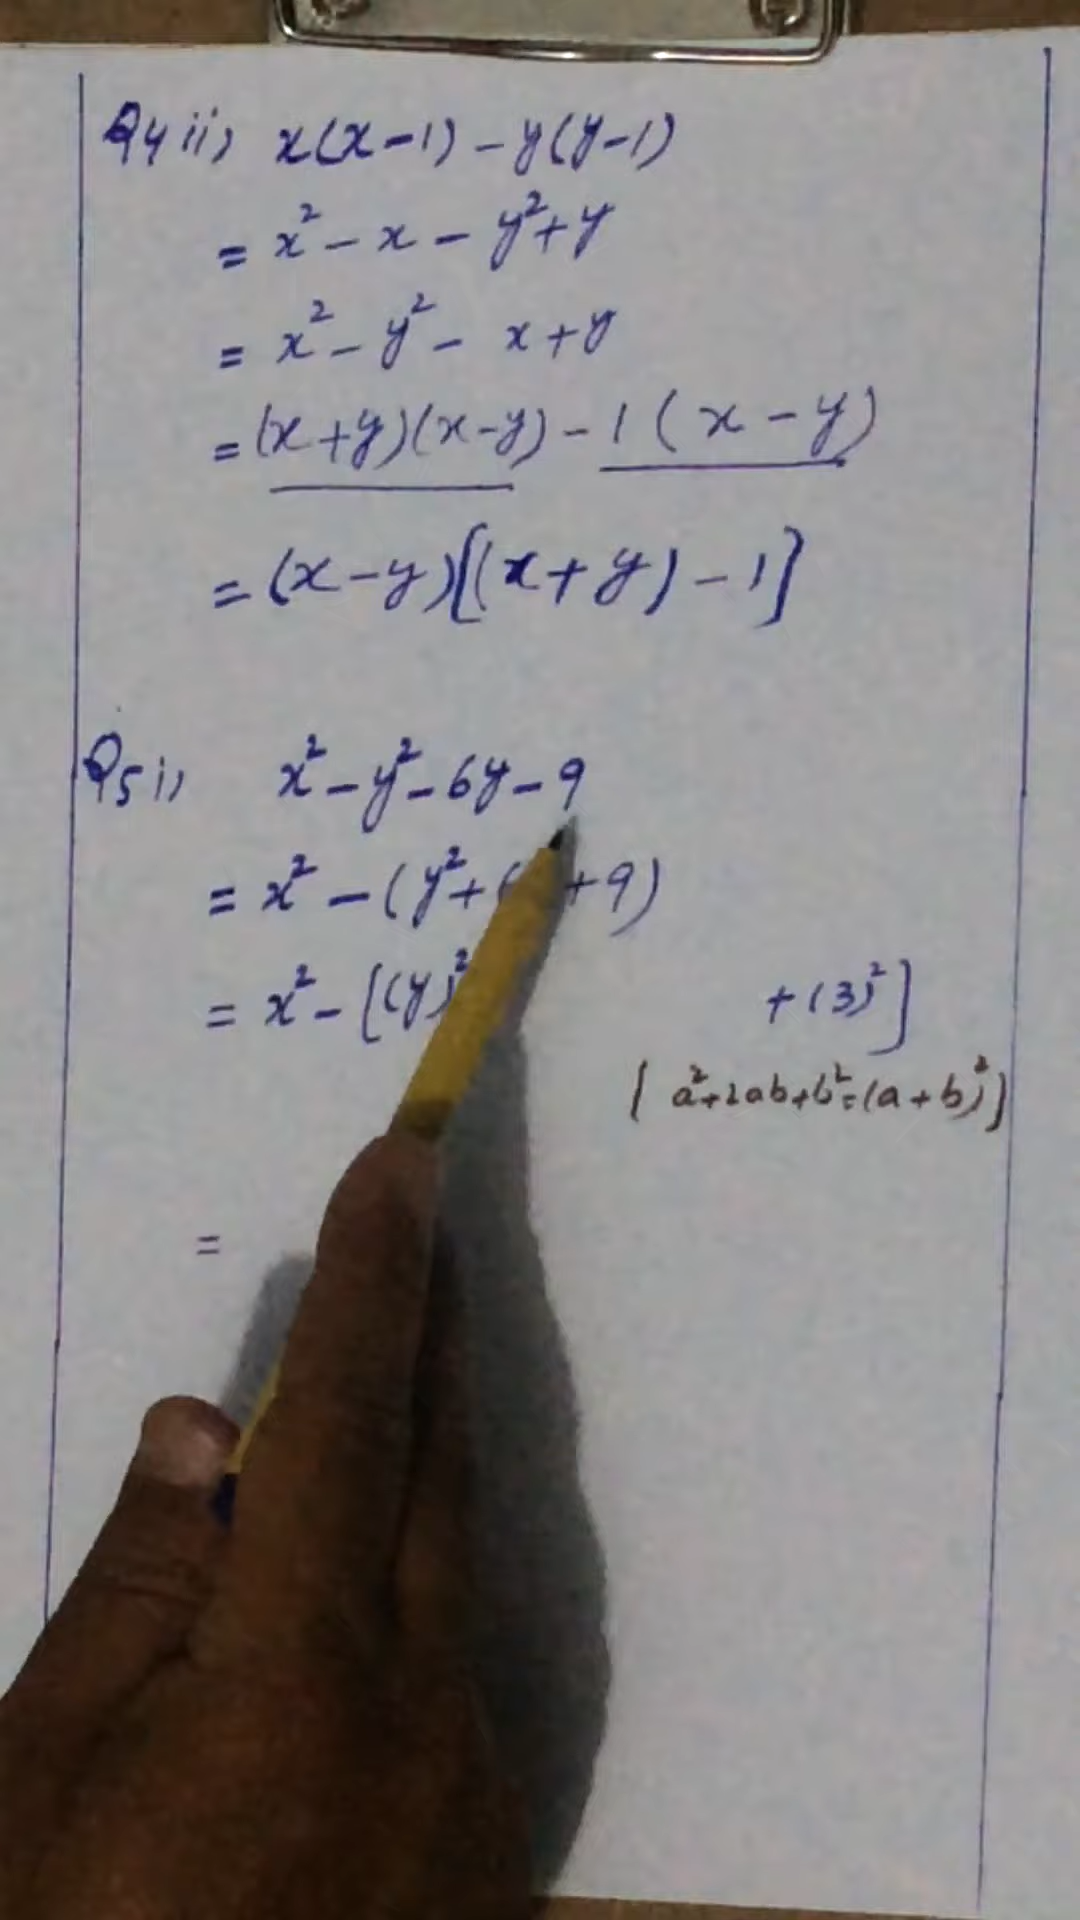 Q4 ii) x(x-1) - y(y-1)
= x² - x - y² + y
= x² - y² - x + y
= (x+y)(x-y) - 1(x-y)
= (x-y)[(x+y) - 1]
Q5 i) x² - y² - 6y - 9
= x² - (y² + +9)
= x² - [(y)² + (3)²]
[a²+2ab+b²=(a+b)²]
=